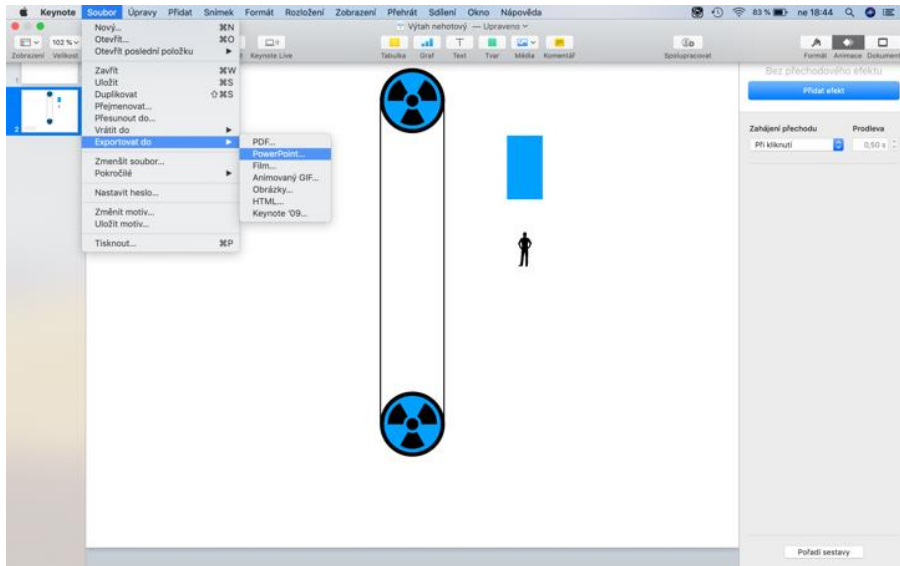 Keynote Soubor Úpravy Přidat Snímek Formát Rozložení Zobrazení Přehrát Sdílení Okno Nápověda 83 % ne 18:44
Výtah nehotový — Upraveno
102 %
Zobrazení Velikost
Keynote Live
Tabulka Graf Text Tvar Média Komentář
Spolupracovat
Formát Animace Dokument
Nový... ⌘N
Otevřít... ⌘O
Otevřít poslední položku ▶
Zavřít ⌘W
Uložit ⌘S
Duplikovat ⇧⌘S
Přejmenovat...
Přesunout do...
Vrátit do ▶
Exportovat do ▶
Zmenšit soubor...
Pokročilé ▶
Nastavit heslo...
Změnit motiv...
Uložit motiv...
Tisknout... ⌘P
PDF...
PowerPoint...
Film...
Animovaný GIF...
Obrázky...
HTML...
Keynote '09...
1
2
Bez přechodového efektu
Přidat efekt
Zahájení přechodu Prodleva
Při kliknutí 0,50 s
Pořadí sestavy